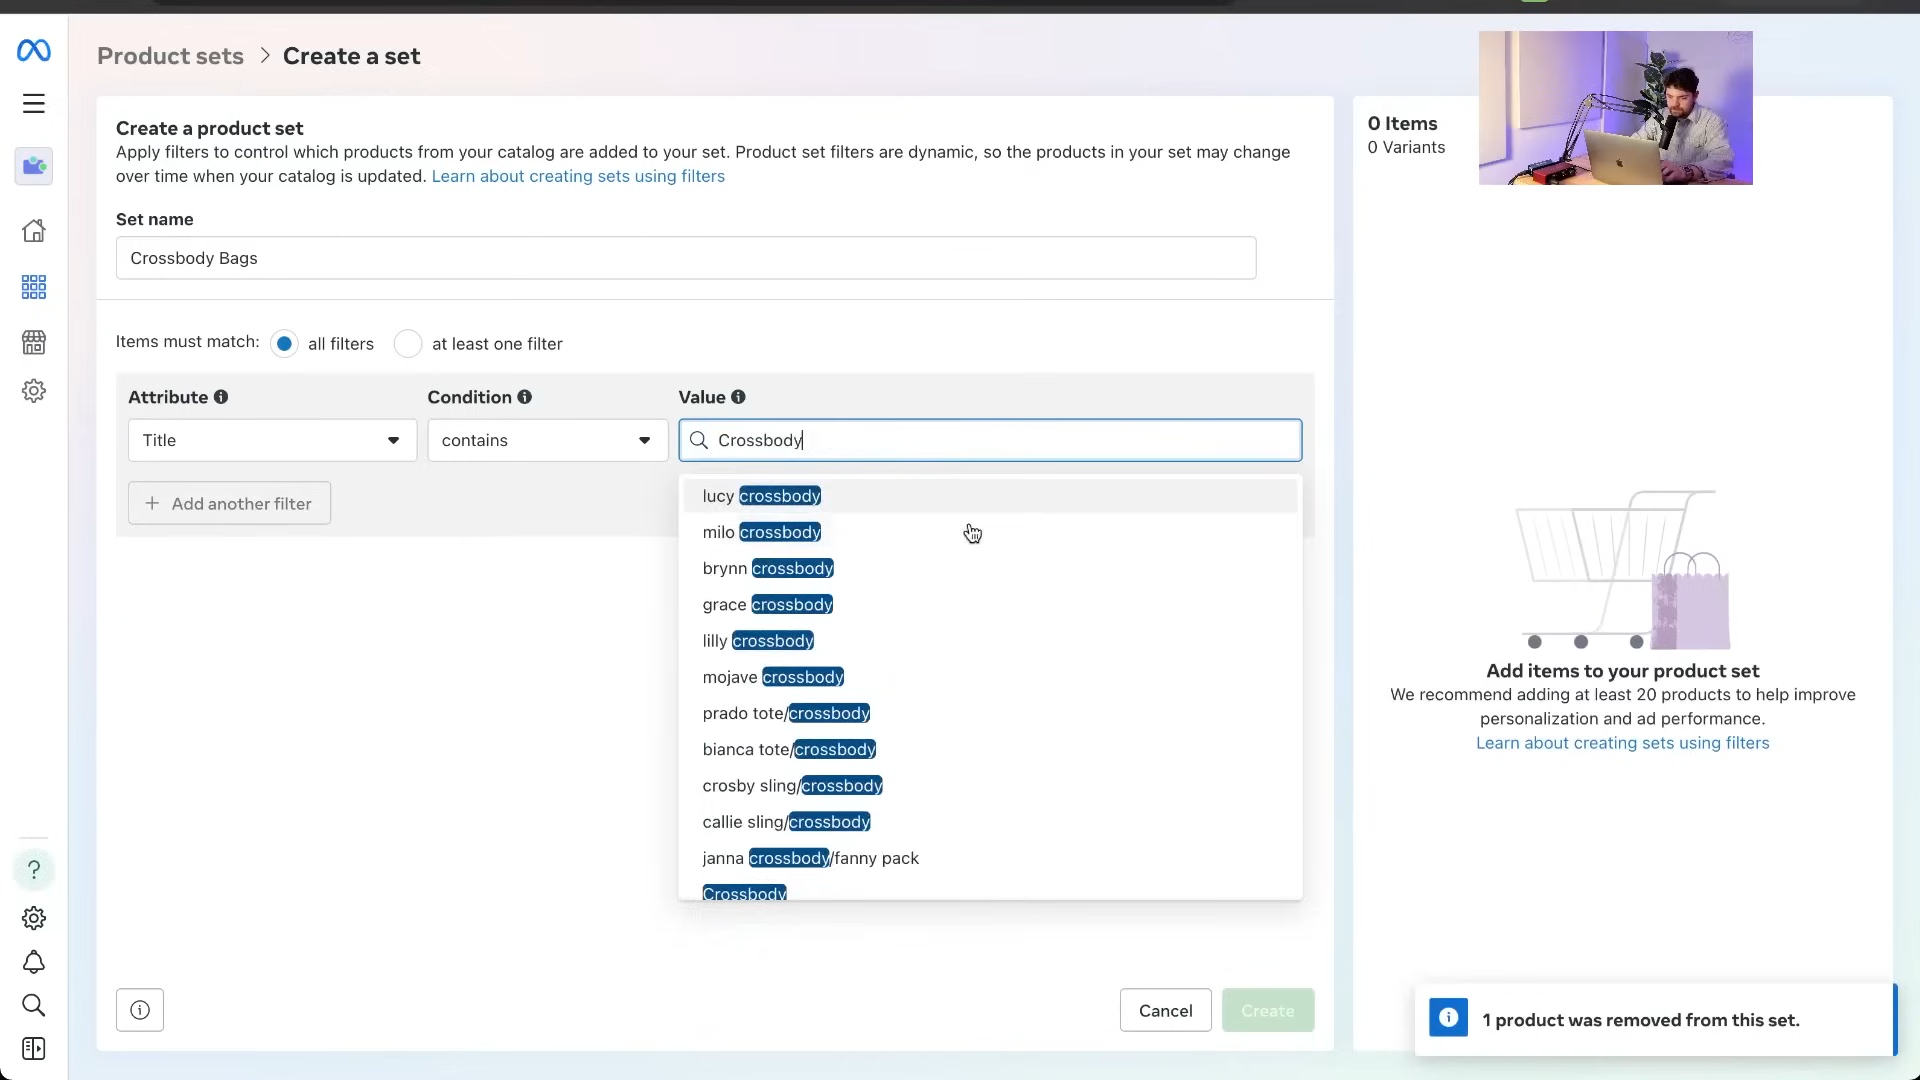 Product sets > Create a set
Create a product set
Apply filters to control which products from your catalog are added to your set. Product set filters are dynamic, so the products in your set may change
over time when your catalog is updated. Learn about creating sets using filters
Set name
Crossbody Bags
Items must match: all filters at least one filter
Attribute Condition Value
Title contains Crossbody
+ Add another filter
lucy crossbody
milo crossbody
brynn crossbody
grace crossbody
lilly crossbody
mojave crossbody
prado tote/crossbody
bianca tote/crossbody
crosby sling/crossbody
callie sling/crossbody
janna crossbody/fanny pack
Crossbody
Cancel Create
0 Items
0 Variants
Add items to your product set
We recommend adding at least 20 products to help improve
personalization and ad performance.
Learn about creating sets using filters
1 product was removed from this set.